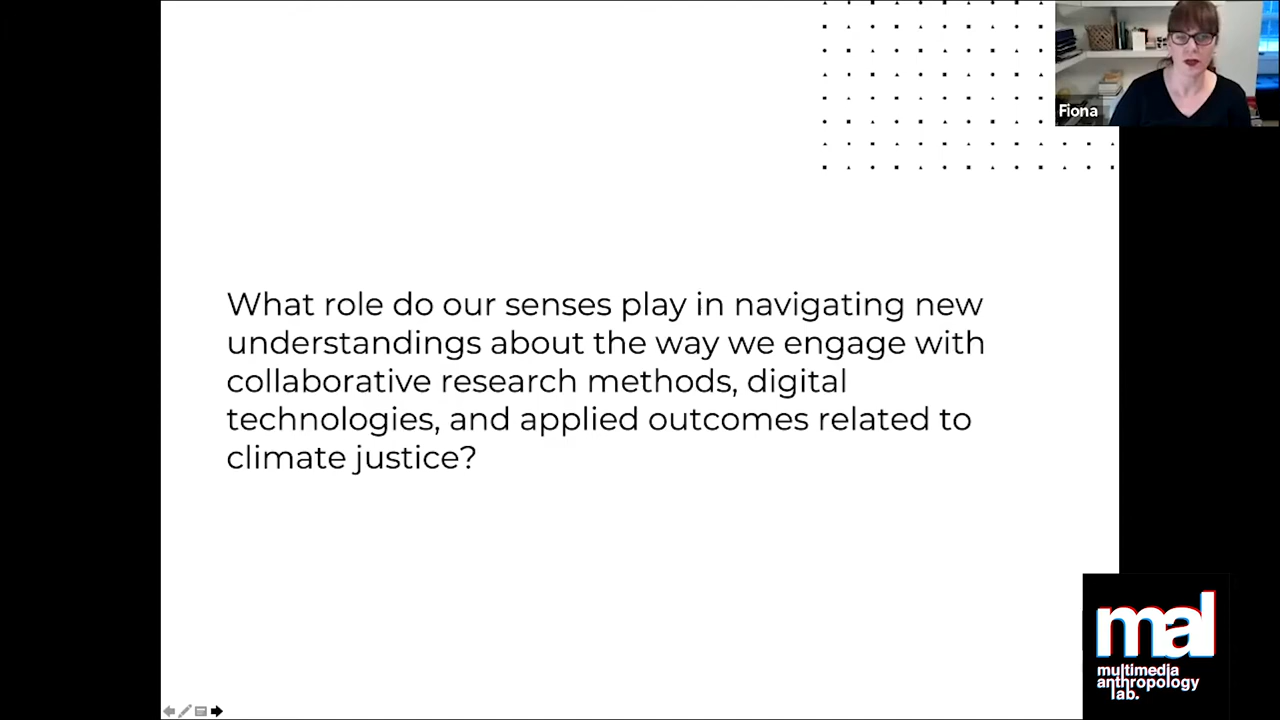 Fiona
What role do our senses play in navigating new
understandings about the way we engage with
collaborative research methods, digital
technologies, and applied outcomes related to
climate justice?
mal
multimedia
anthropology
lab.